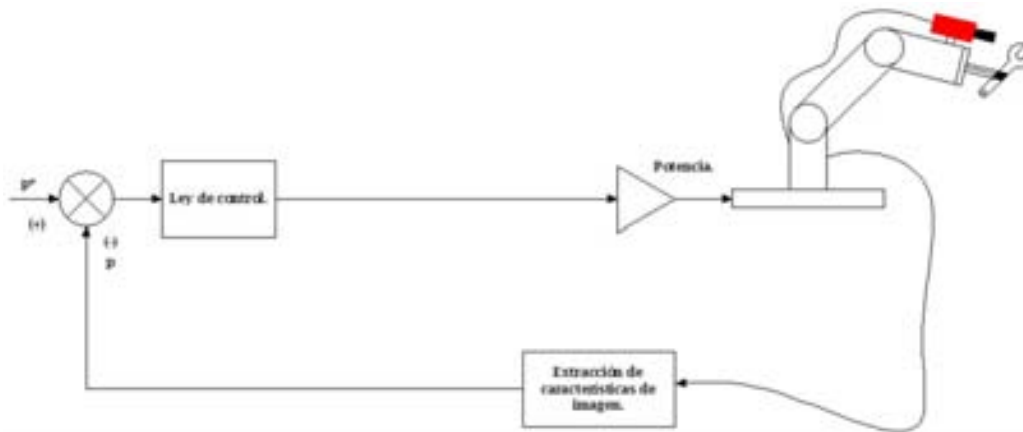 Potencia.
p*
Ley de control.
(+)
(-)
p
Extracción de
características de
imagen.